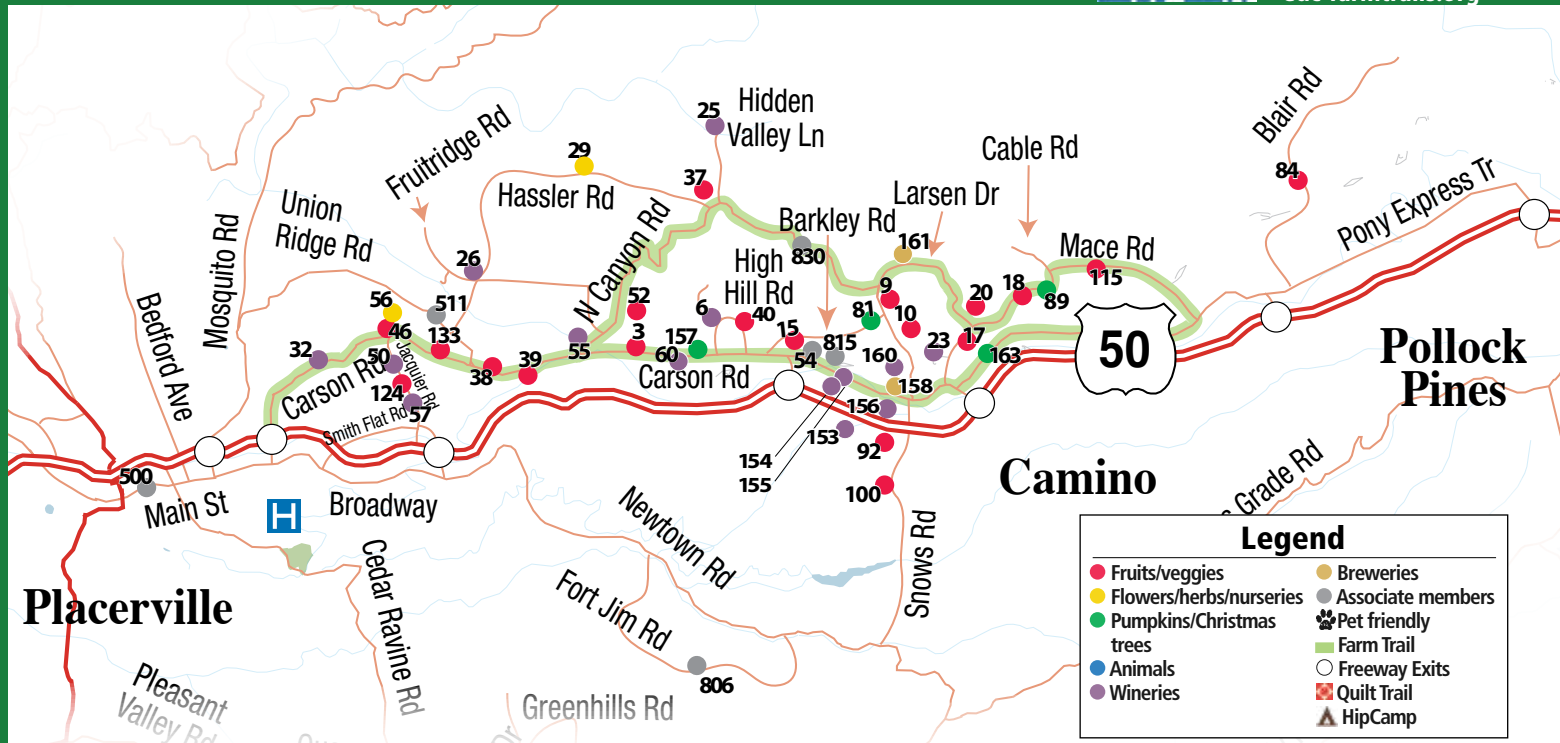 25
Hidden
Valley Ln
Blair Rd
Fruitridge Rd
29
Cable Rd
84
37
Hassler Rd
Larsen Dr
Pony Express Tr
Union
Ridge Rd
Mosquito Rd
N Canyon Rd
Barkley Rd
161
Mace Rd
26
830
115
High
Hill Rd
18
89
9
20
Bedford Ave
56
511
52
6
40
81
10
46
133
3
157
15
815
23
17
163
50
32
50
Jacquier Rd
55
60
54
160
Carson Rd
38
39
Carson Rd
158
Pollock
Pines
124
57
Smith Flat Rd
156
153
92
154
155
100
Camino
s Grade Rd
500
Main St
H
Broadway
Newtown Rd
Snows Rd
Cedar Ravine Rd
Fort Jim Rd
Placerville
806
Pleasant
Valley Rd
Greenhills Rd
Dr
Legend
Fruits/veggies
Flowers/herbs/nurseries
Pumpkins/Christmas
trees
Animals
Wineries
Breweries
Associate members
Pet friendly
Farm Trail
Freeway Exits
Quilt Trail
HipCamp